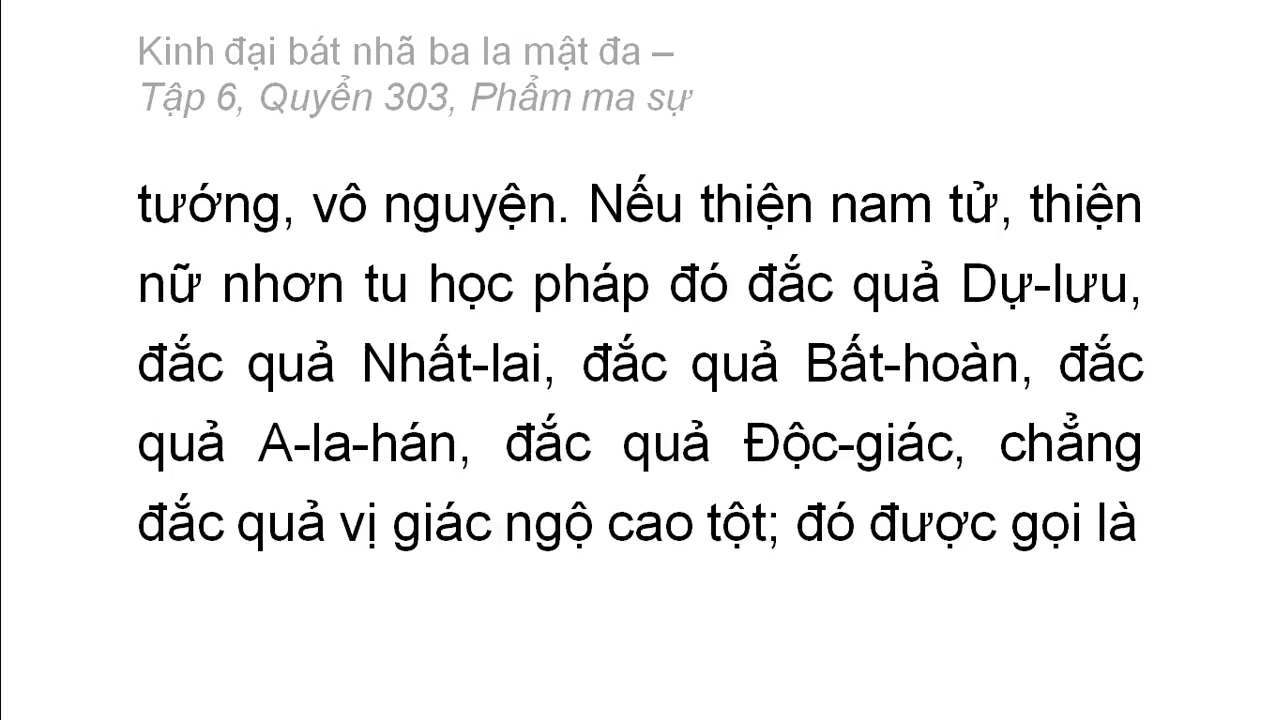 Kinh đại bát nhã ba la mật đa –
Tập 6, Quyển 303, Phẩm ma sự
tướng, vô nguyện. Nếu thiện nam tử, thiện
nữ nhơn tu học pháp đó đắc quả Dự-lưu,
đắc quả Nhất-lai, đắc quả Bất-hoàn, đắc
quả A-la-hán, đắc quả Độc-giác, chẳng
đắc quả vị giác ngộ cao tột; đó được gọi là